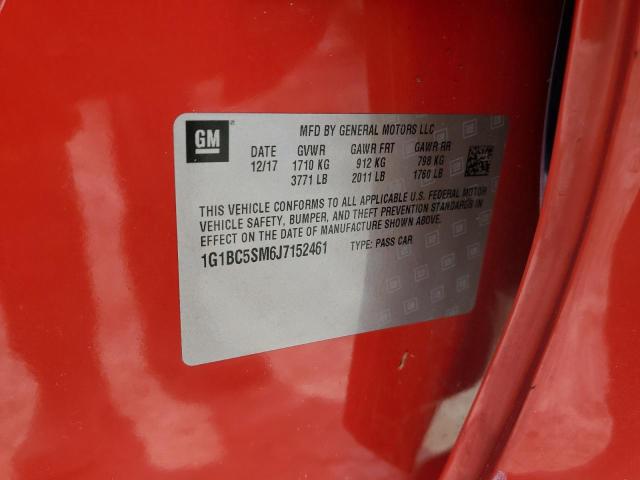 GM
MFD BY GENERAL MOTORS LLC
DATE GVWR GAWR FRT GAWR RR
12/17 1710 KG 912 KG 798 KG
3771 LB 2011 LB 1760 LB
THIS VEHICLE CONFORMS TO ALL APPLICABLE U.S. FEDERAL MOTOR
VEHICLE SAFETY, BUMPER, AND THEFT PREVENTION STANDARDS IN
EFFECT ON THE DATE OF MANUFACTURE SHOWN ABOVE.
1G1BC5SM6J7152461 TYPE: PASS CAR